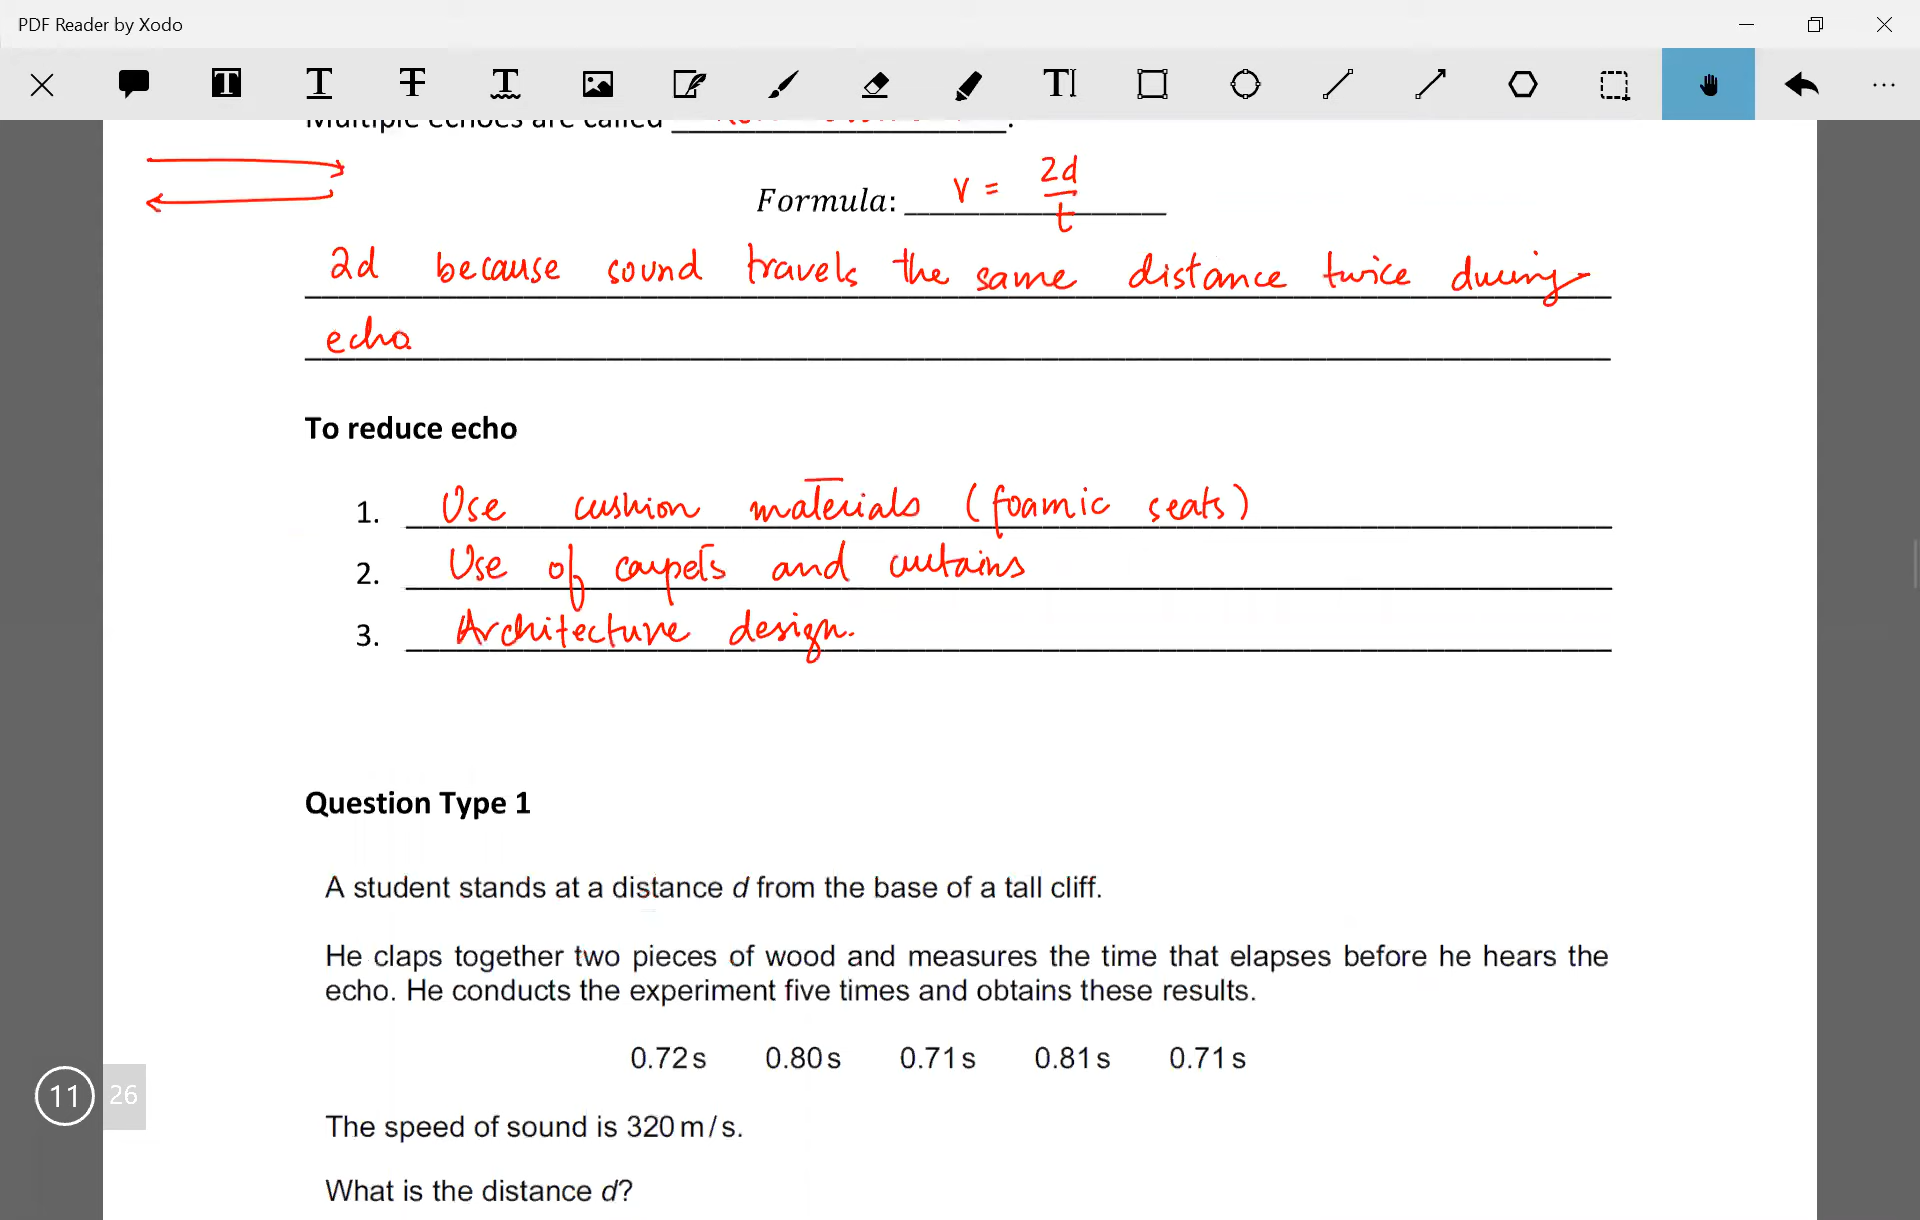 PDF Reader by Xodo
Multiple echoes are called
Formula: v = 2d/t
2d because sound travels the same distance twice during
echo.
To reduce echo
1. Use cushion materials (foamic seats)
2. Use of carpets and curtains
3. Architecture design.
Question Type 1
A student stands at a distance d from the base of a tall cliff.
He claps together two pieces of wood and measures the time that elapses before he hears the
echo. He conducts the experiment five times and obtains these results.
0.72 s 0.80 s 0.71 s 0.81 s 0.71 s
11 26
The speed of sound is 320 m/s.
What is the distance d?